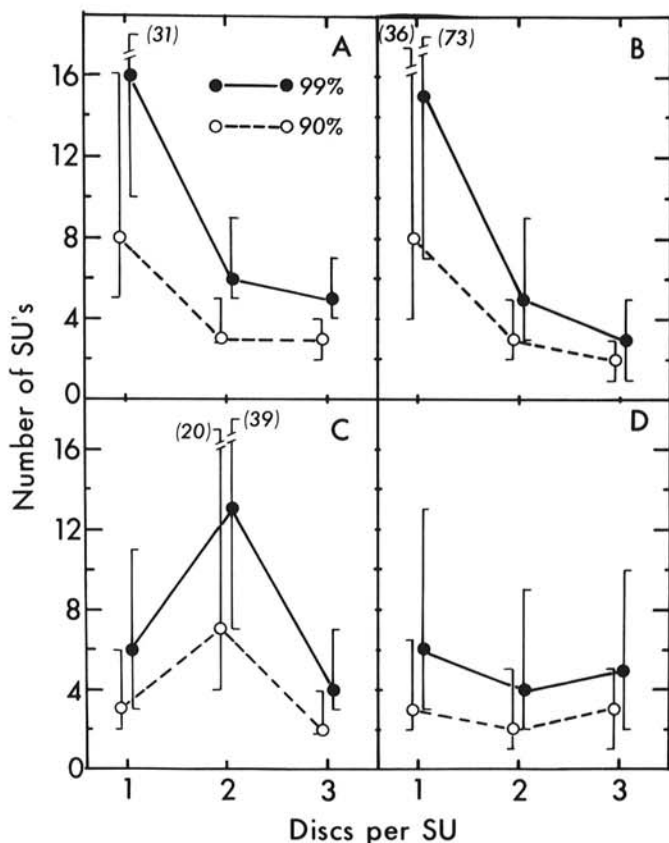 (31)
A
99%
90%
(36)
(73)
B
16
12
8
4
0
Number of SU's
C
(20)
(39)
D
16
12
8
4
0
1 2 3 1 2 3
Discs per SU